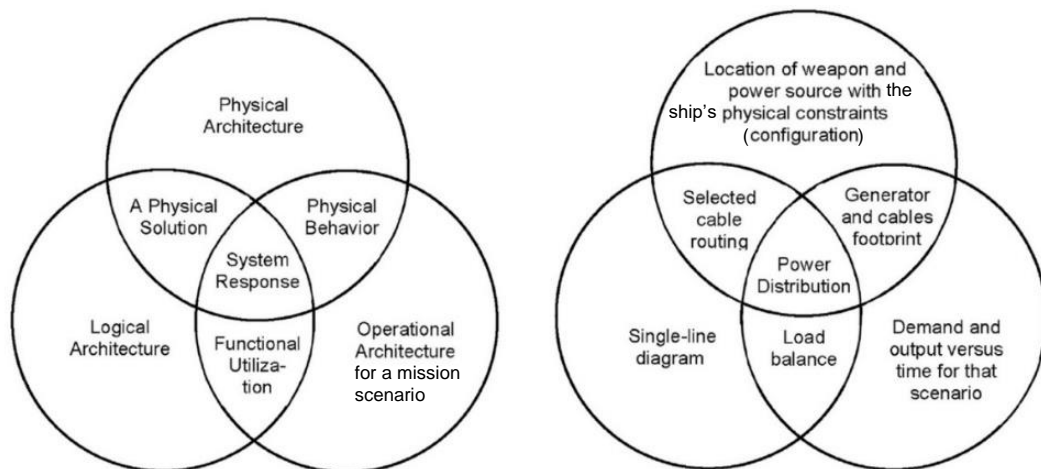 Physical
Architecture
A Physical
Solution
Physical
Behavior
System
Response
Logical
Architecture
Functional
Utiliza-
tion
Operational
Architecture
for a mission
scenario
Location of weapon and
power source with the
ship's physical constraints
(configuration)
Selected
cable
routing
Generator
and cables
footprint
Power
Distribution
Single-line
diagram
Load
balance
Demand and
output versus
time for that
scenario